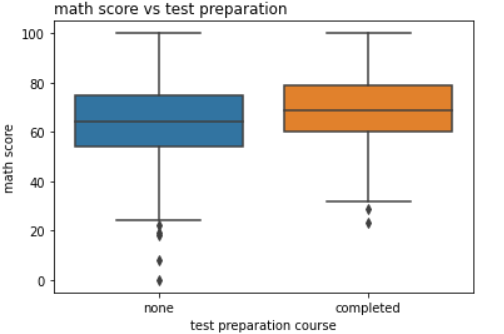 math score vs test preparation
100
80
60
40
20
0
math score
none
completed
test preparation course